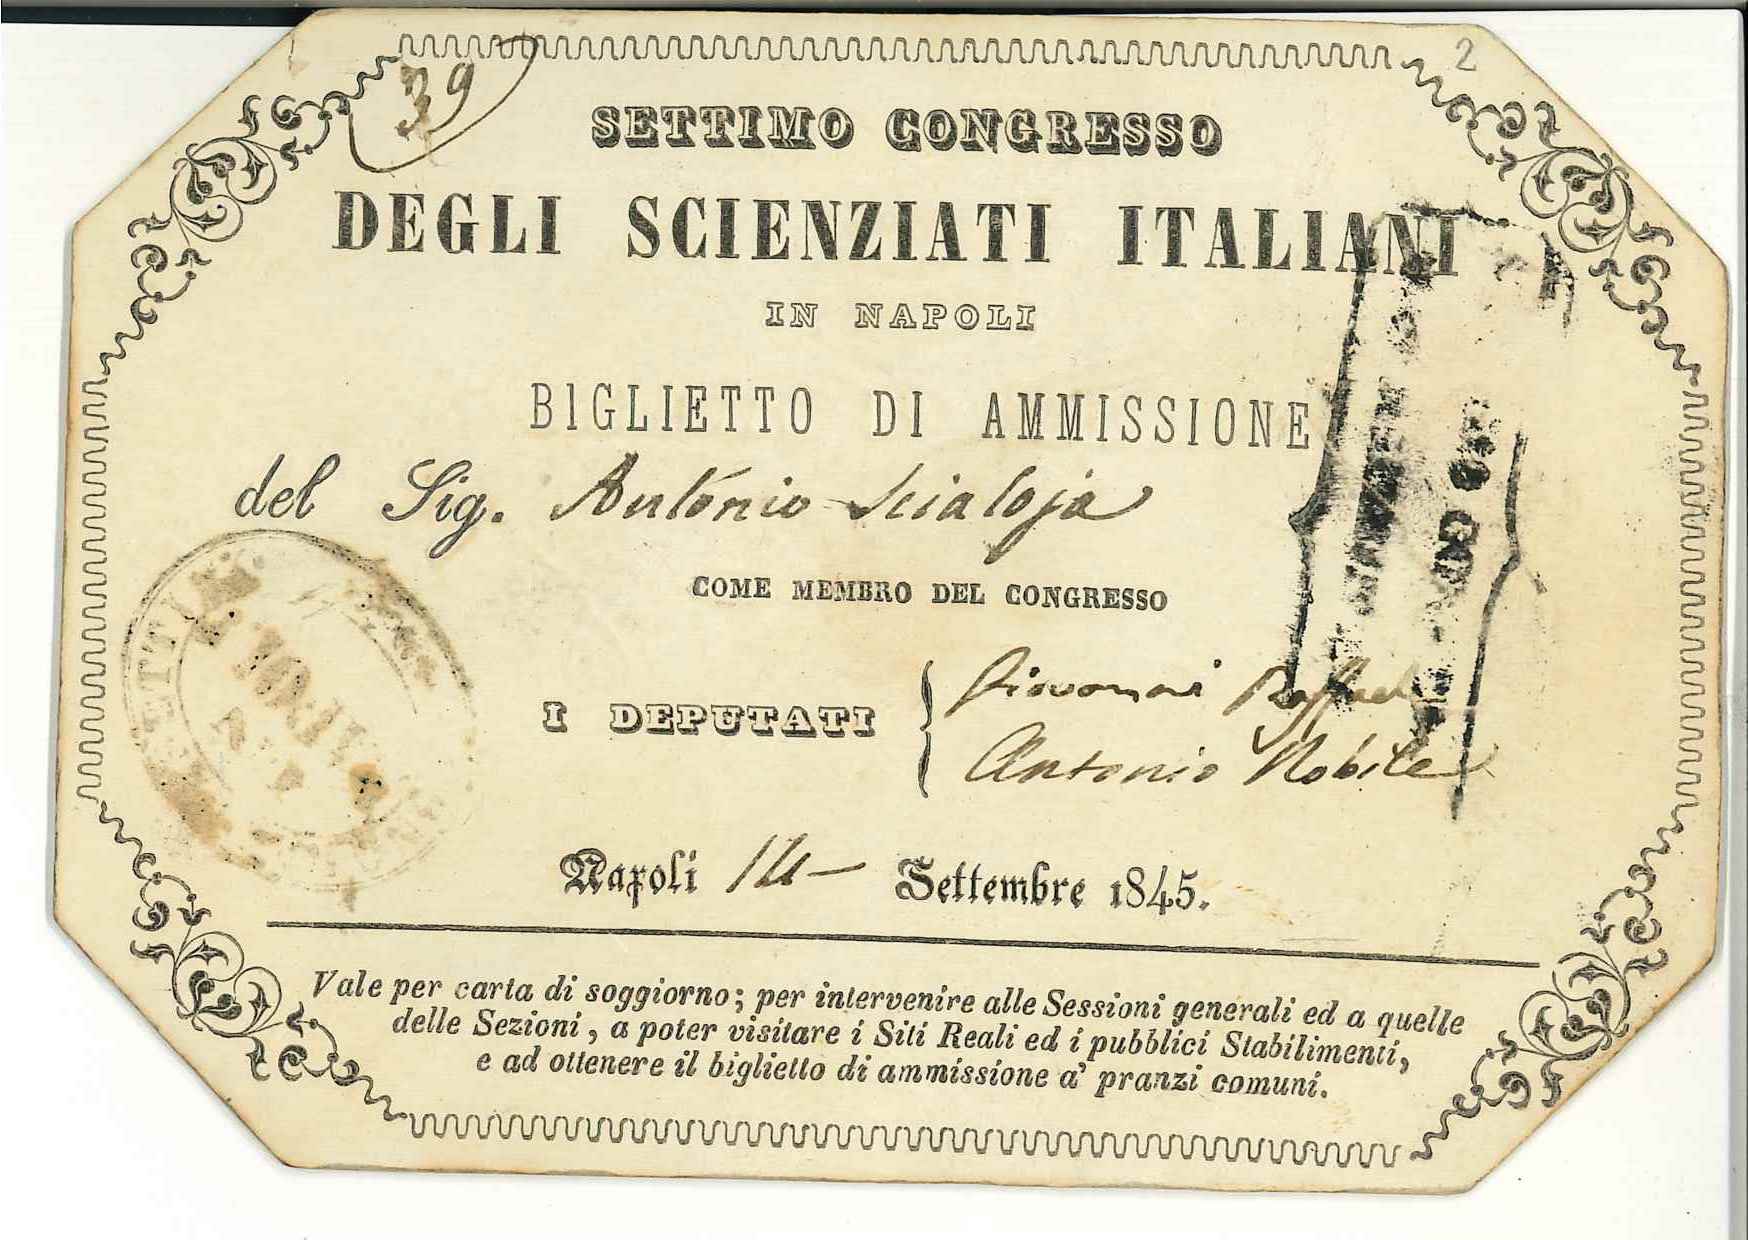 39
2
SETTIMO CONGRESSO
DEGLI SCIENZIATI ITALIANI
IN NAPOLI
BIGLIETTO DI AMMISSIONE
del Sig. Antonio Scialoja
COME MEMBRO DEL CONGRESSO
I DEPUTATI
Giovanni
Antonio Nobile
Napoli 14 Settembre 1845.
Vale per carta di soggiorno; per intervenire alle Sessioni generali ed a quelle
delle Sezioni, a poter visitare i Siti Reali ed i pubblici Stabilimenti,
e ad ottenere il biglietto di ammissione a' pranzi comuni.